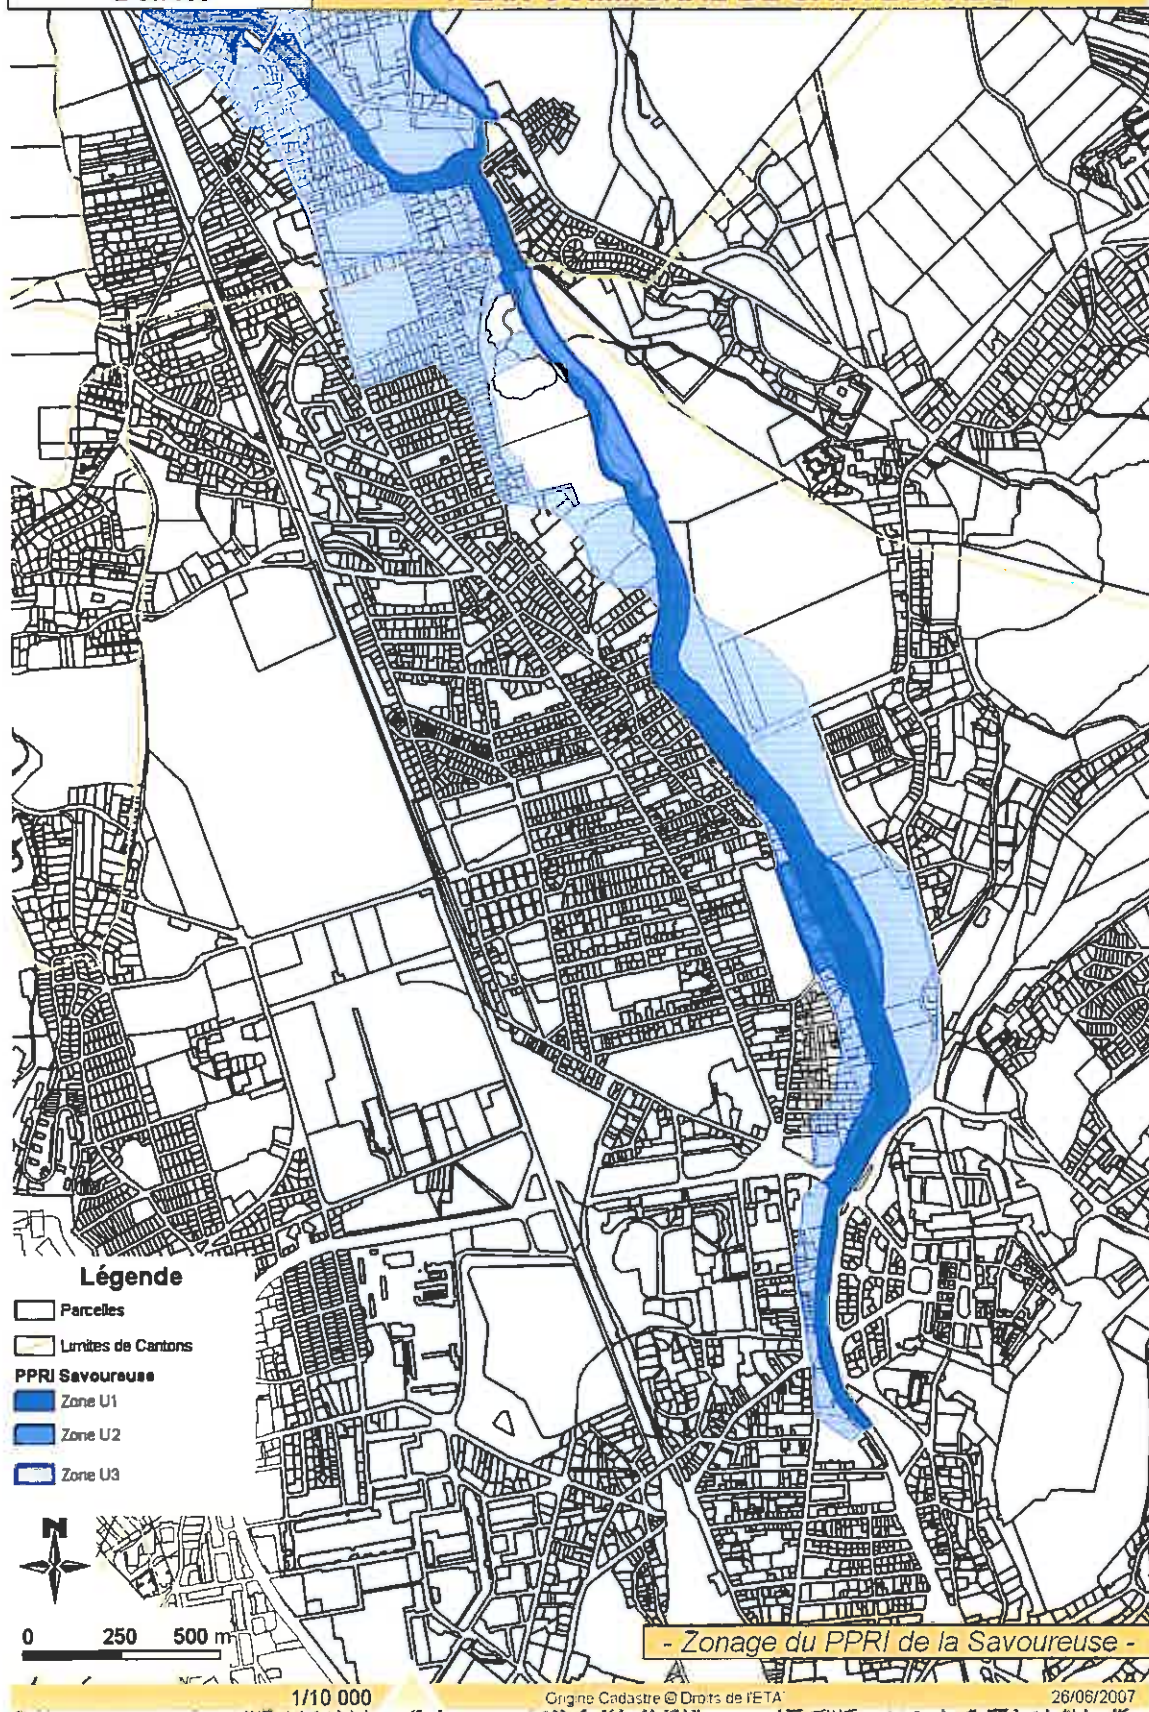 Légende
Parcelles
Limites de Cantons
PPRI Savoureuse
Zone U1
Zone U2
Zone U3
N
0 250 500 m
- Zonage du PPRI de la Savoureuse -
1/10 000
Origine Cadastre © Droits de l'ETA
26/06/2007